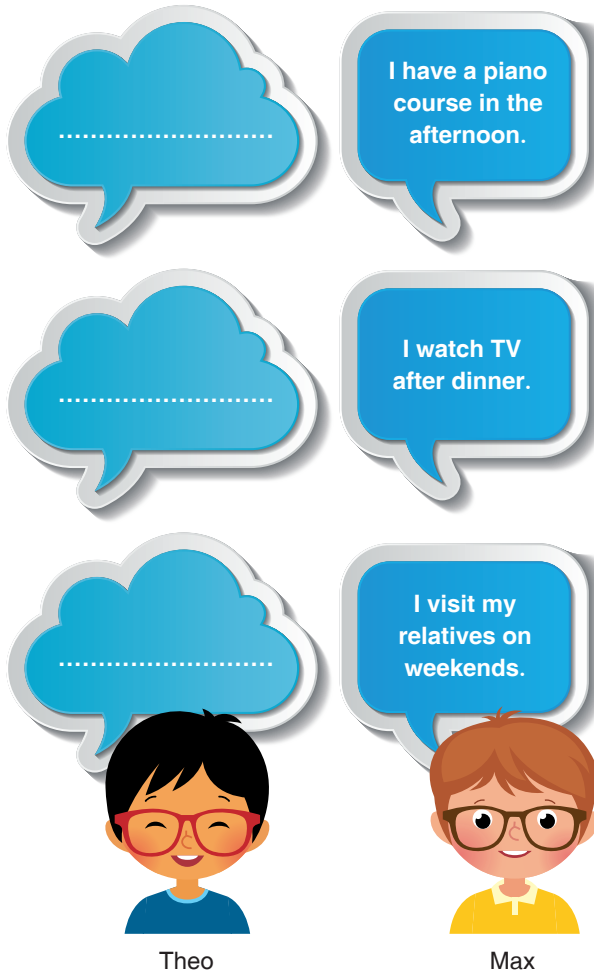 ...........................
I have a piano
course in the
afternoon.
...........................
I watch TV
after dinner.
...........................
I visit my
relatives on
weekends.
Theo
Max